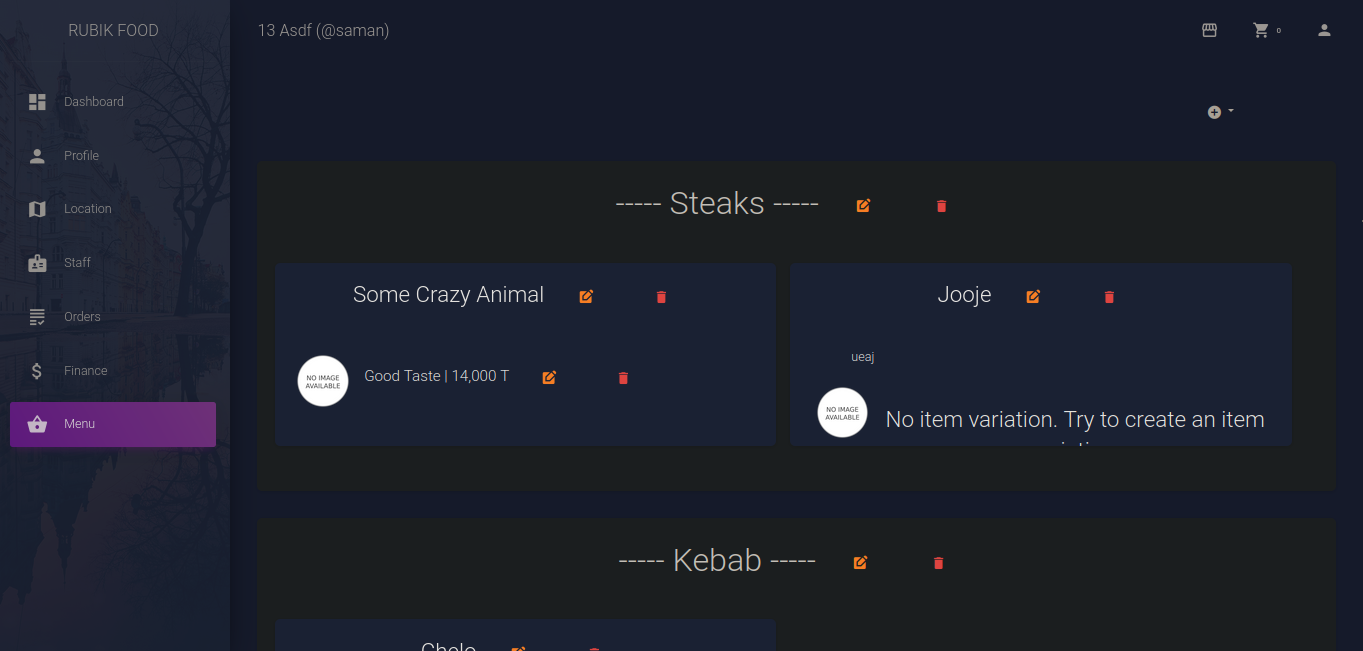 RUBIK FOOD
13 Asdf (@saman)
0
Dashboard
Profile
Location
Staff
Orders
Finance
Menu
----- Steaks -----
Some Crazy Animal
NO IMAGE
AVAILABLE
Good Taste | 14,000 T
Jooje
ueaj
NO IMAGE
AVAILABLE
No item variation. Try to create an item
----- Kebab -----
Chelo